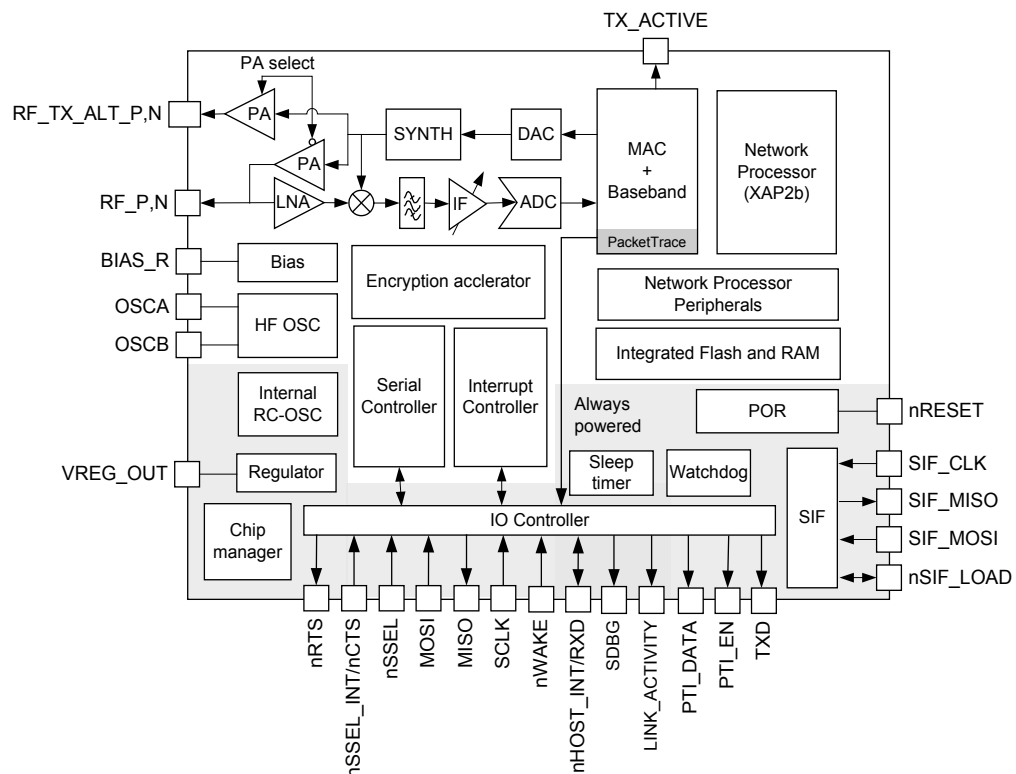 TX_ACTIVE
PA select
RF_TX_ALT_P,N
PA
SYNTH
DAC
MAC
+
Baseband
Network
Processor
(XAP2b)
PA
RF_P,N
LNA
IF
ADC
PacketTrace
BIAS_R
Bias
Encryption acclerator
Network Processor
Peripherals
OSCA
HF OSC
OSCB
Serial
Controller
Interrupt
Controller
Integrated Flash and RAM
Internal
RC-OSC
Always
powered
POR
nRESET
VREG_OUT
Regulator
Sleep
timer
Watchdog
SIF
SIF_CLK
SIF_MISO
SIF_MOSI
nSIF_LOAD
Chip
manager
IO Controller
nRTS
nSSEL_INT/nCTS
nSSEL
MOSI
MISO
SCLK
nWAKE
nHOST_INT/RXD
SDBG
LINK_ACTIVITY
PTI_DATA
PTI_EN
TXD